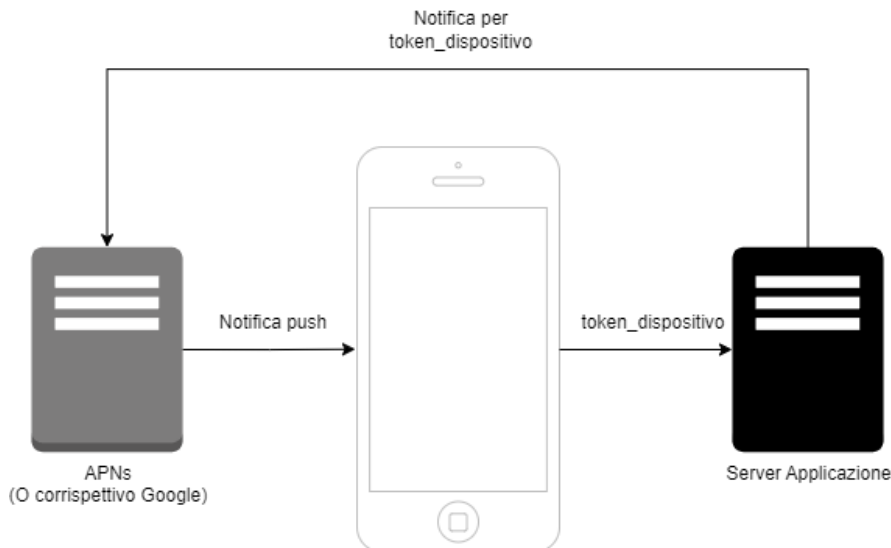 Notifica per
token_dispositivo
Notifica push
token_dispositivo
APNs
(O corrispettivo Google)
Server Applicazione